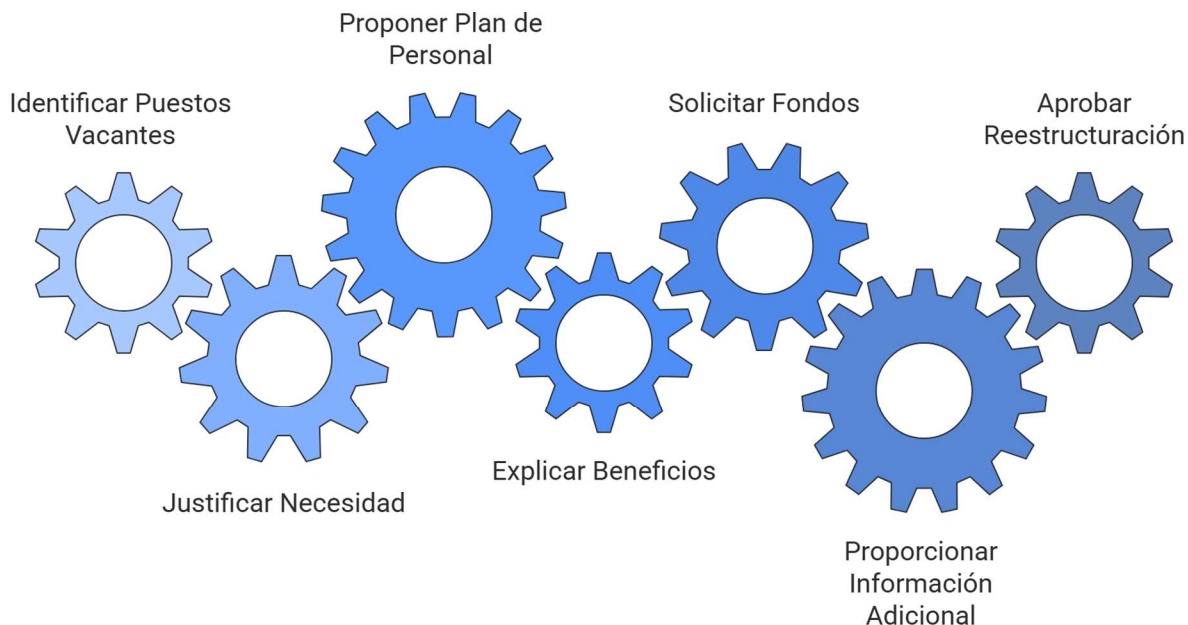 Identificar Puestos
Vacantes
Justificar Necesidad
Proponer Plan de
Personal
Explicar Beneficios
Solicitar Fondos
Proporcionar
Información
Adicional
Aprobar
Reestructuración